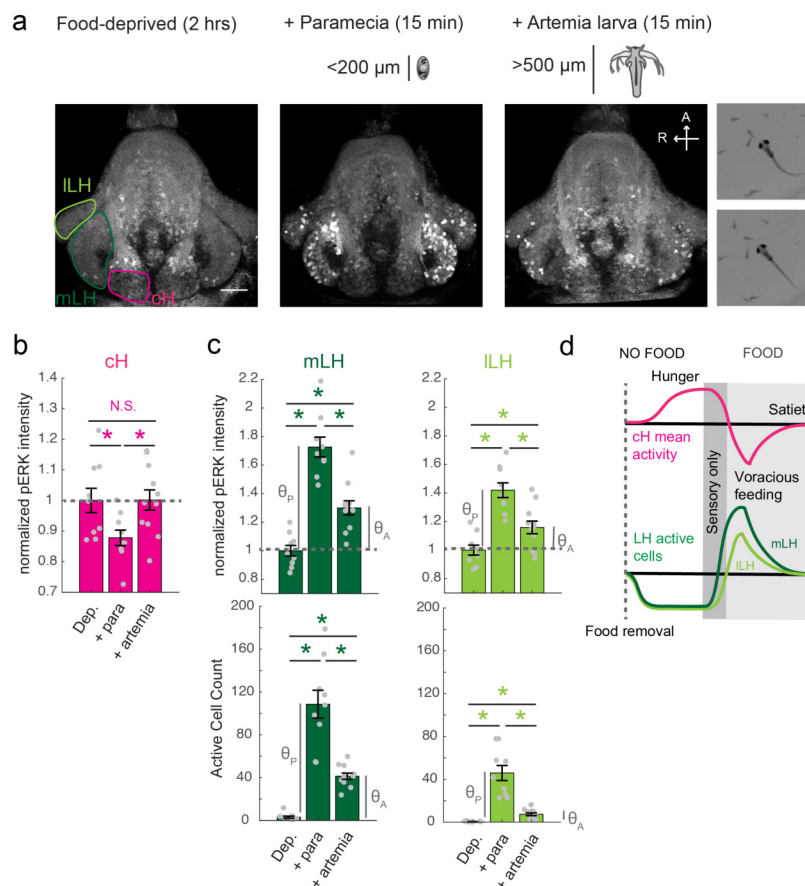 a
Food-deprived (2 hrs)
+ Paramecia (15 min)
+ Artemia larva (15 min)
<200 µm
>500 µm
A
R
lLH
mLH
cH
b
cH
normalized pERK intensity
1.4
1.3
1.2
1.1
1
0.9
0.8
0.7
N.S.
*
*
Dep.
+ para
+ artemia
c
mLH
normalized pERK intensity
2.2
2
1.8
1.6
1.4
1.2
1
0.8
*
* *
θP
θA
lLH
2.2
2
1.8
1.6
1.4
1.2
1
0.8
*
* *
θP
θA
Active Cell Count
200
160
120
80
40
0
*
* *
θP
θA
Dep.
+ para
+ artemia
200
160
120
80
40
0
*
* *
θP
θA
Dep.
+ para
+ artemia
d
NO FOOD
FOOD
Hunger
Satiet
cH mean
activity
Sensory only
Voracious
feeding
LH active
cells
mLH
lLH
Food removal